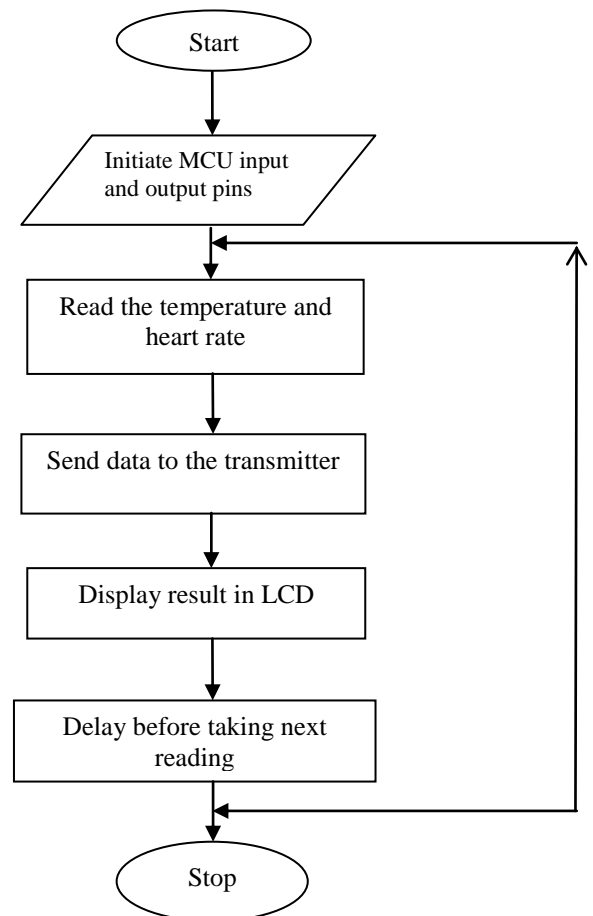 Start
Initiate MCU input
and output pins
Read the temperature and
heart rate
Send data to the transmitter
Display result in LCD
Delay before taking next
reading
Stop